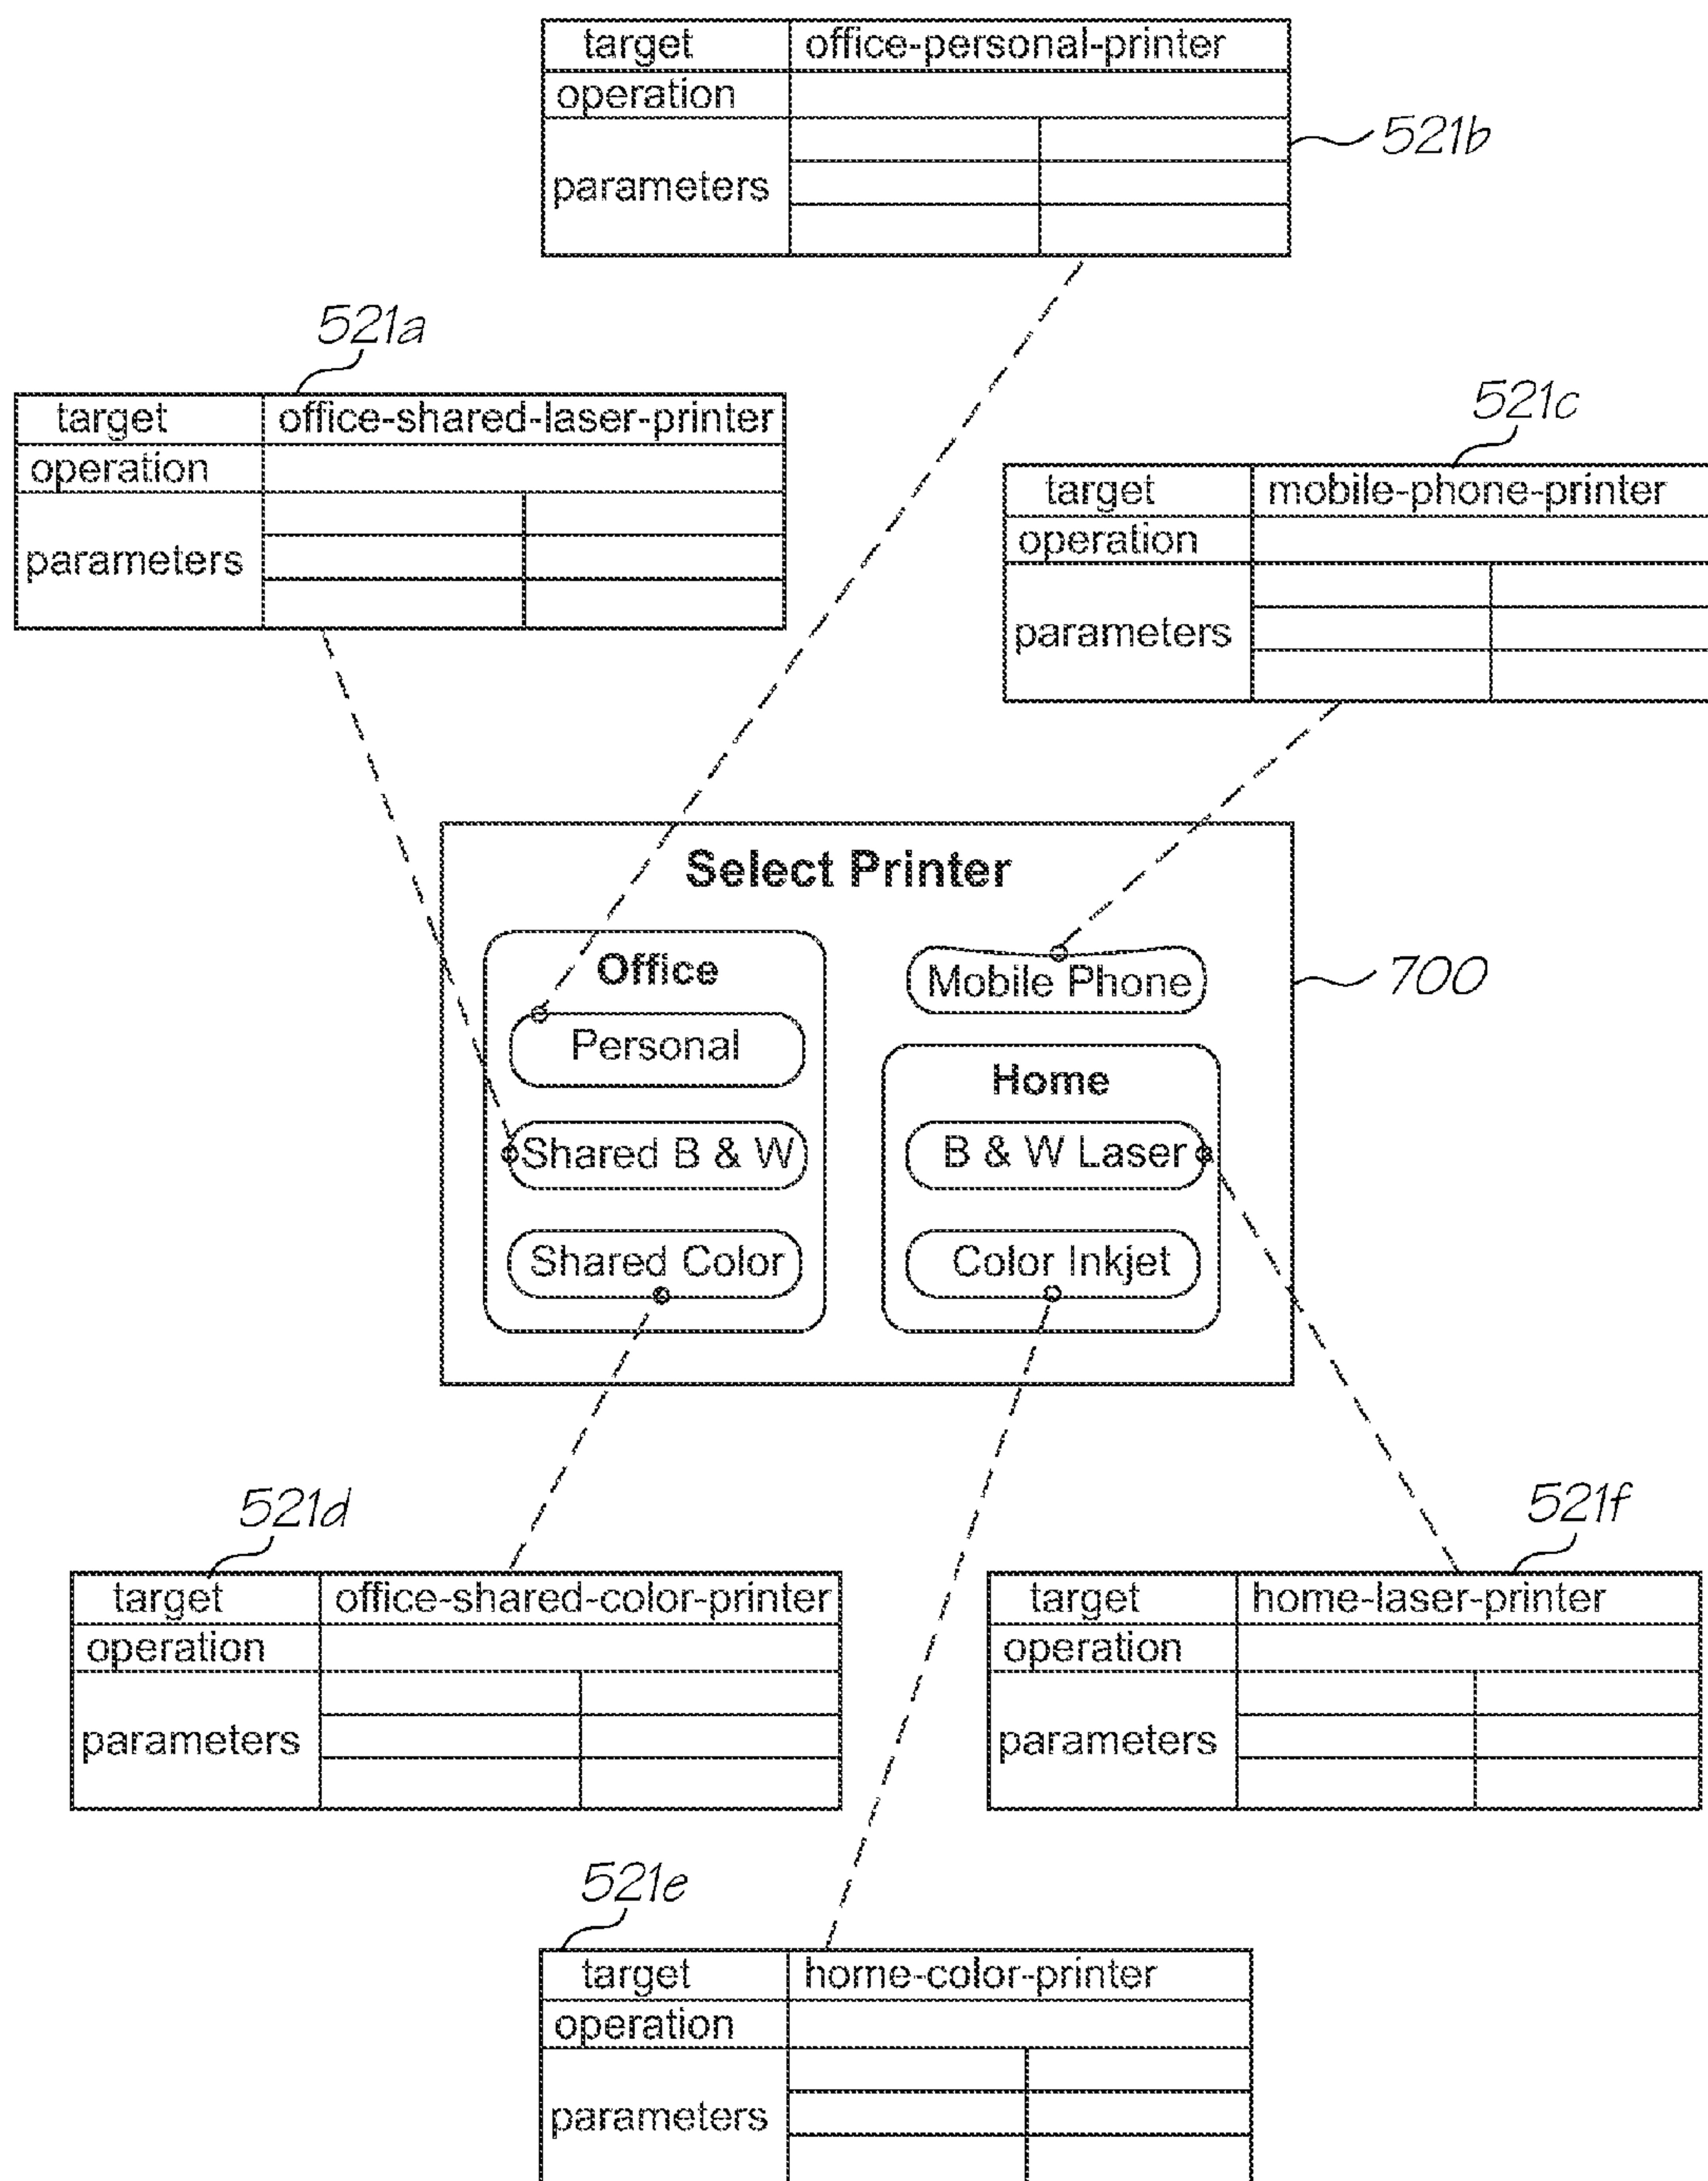 target office-personal-printer
operation
parameters
521b
521a
target office-shared-laser-printer
operation
parameters
521c
target mobile-phone-printer
operation
parameters
Select Printer
Office
Personal
Shared B & W
Shared Color
Mobile Phone
Home
B & W Laser
Color Inkjet
700
521d
target office-shared-color-printer
operation
parameters
521f
target home-laser-printer
operation
parameters
521e
target home-color-printer
operation
parameters